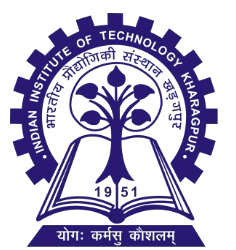 INDIAN INSTITUTE OF TECHNOLOGY KHARAGPUR
भारतीय प्रौद्योगिकी संस्थान खड़गपुर
19 51
योगः कर्मसु कौशलम्